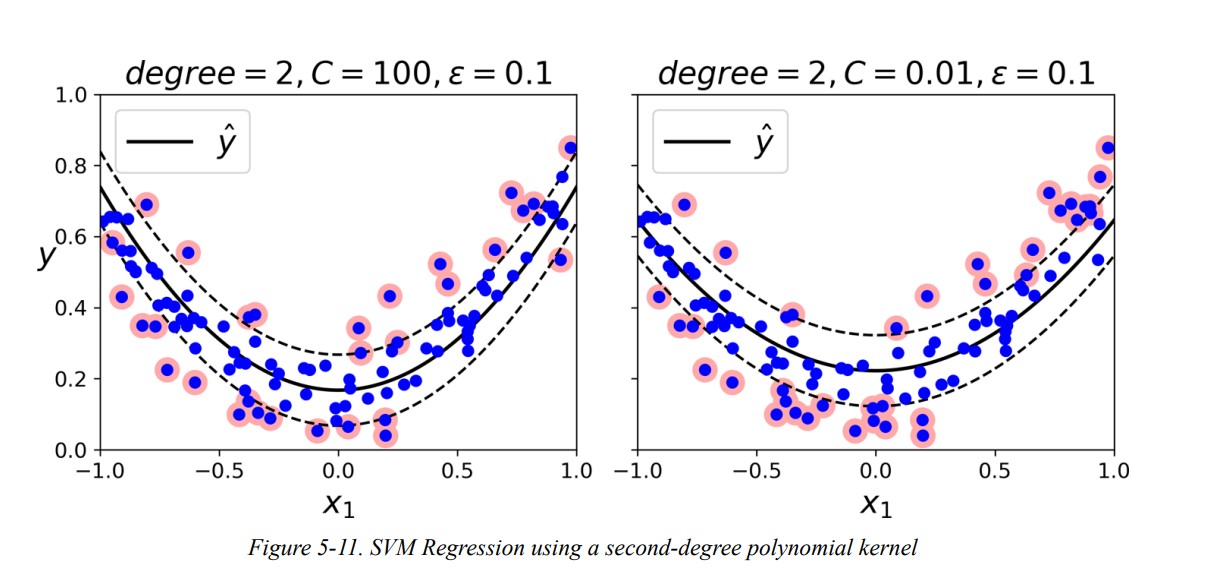 degree = 2, C = 100, ε = 0.1
ŷ
1.0
0.8
0.6
0.4
0.2
0.0
y
−1.0 −0.5 0.0 0.5 1.0
x₁
degree = 2, C = 0.01, ε = 0.1
ŷ
−1.0 −0.5 0.0 0.5 1.0
x₁
Figure 5-11. SVM Regression using a second-degree polynomial kernel